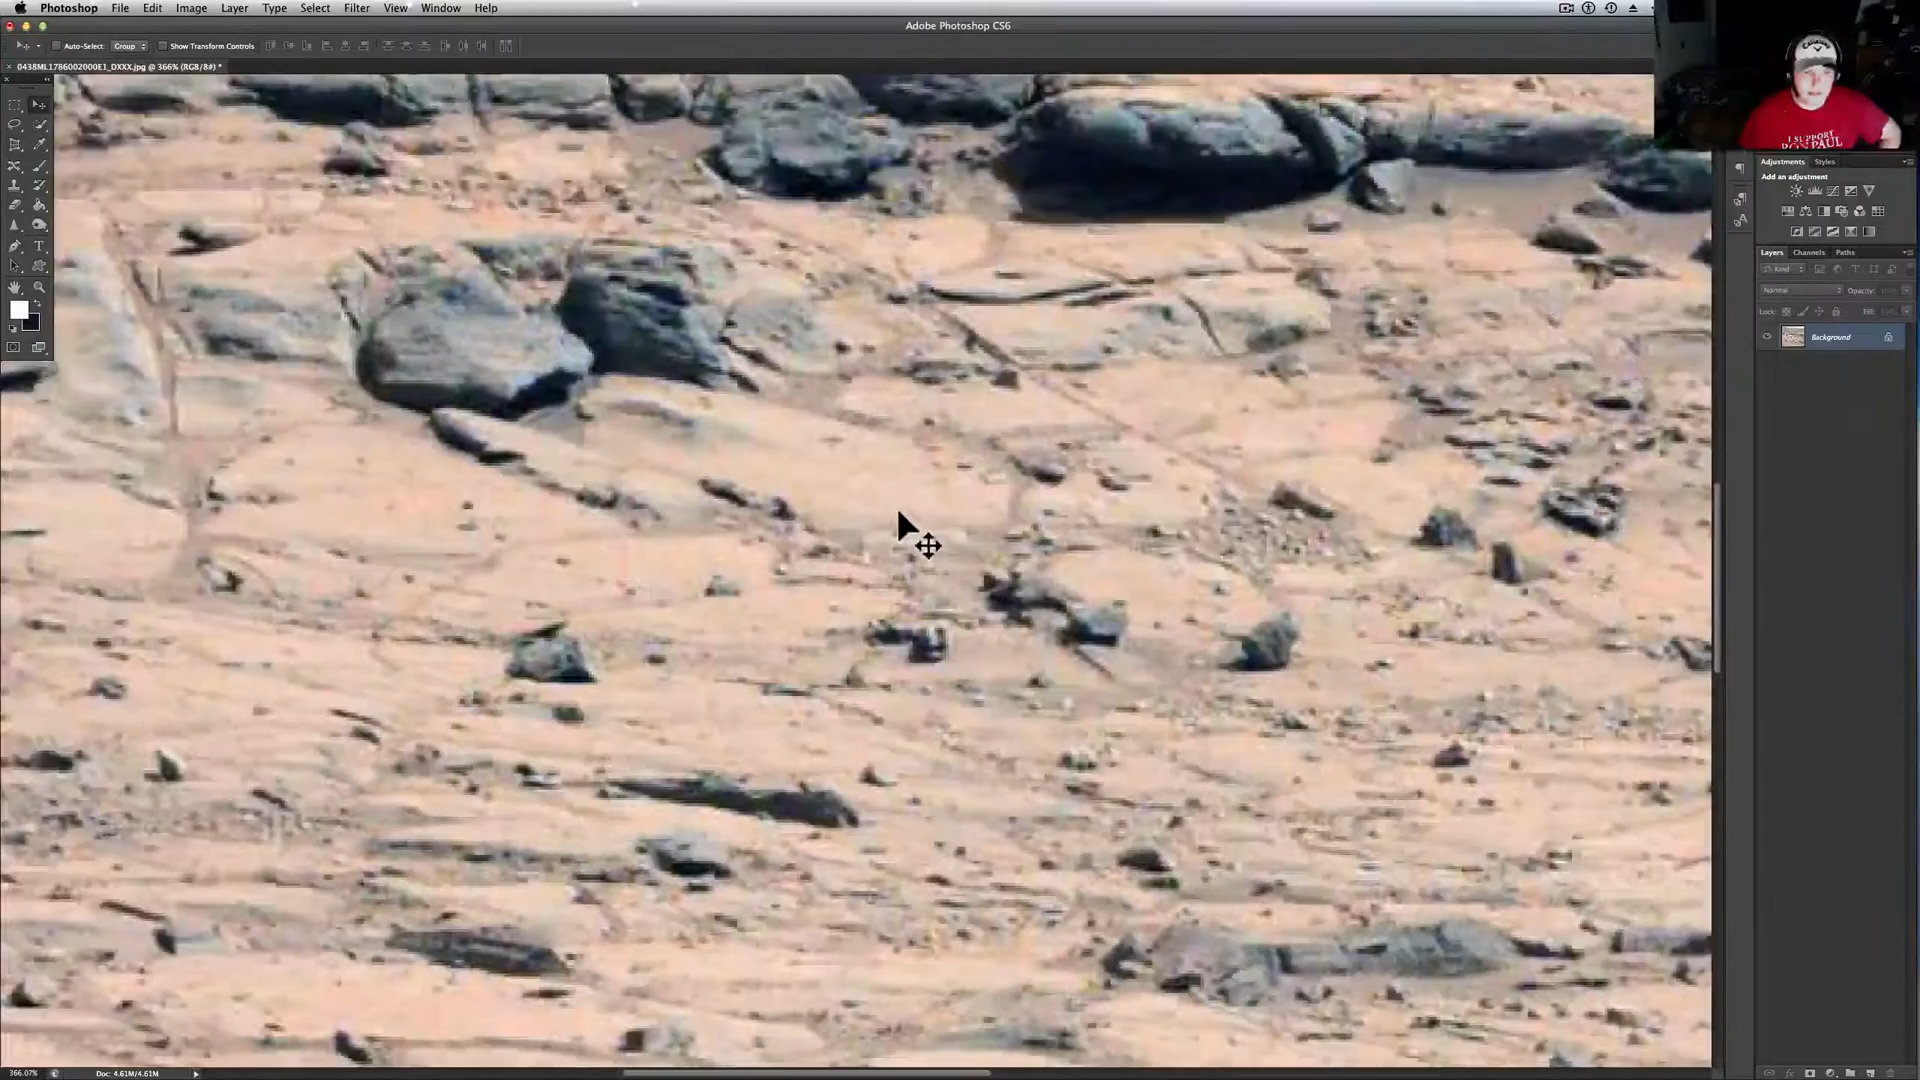 Photoshop File Edit Image Layer Type Select Filter View Window Help
Adobe Photoshop CS6
Auto-Select: Group Show Transform Controls
0438ML1786002000E1_DXXX.jpg @ 366% (RGB/8#) *
Callaway
I SUPPORT
RON PAUL
Adjustments Styles
Add an adjustment
Layers Channels Paths
Kind
Normal Opacity:
Lock: Fill:
Background
366.07% Doc: 4.61M/4.61M